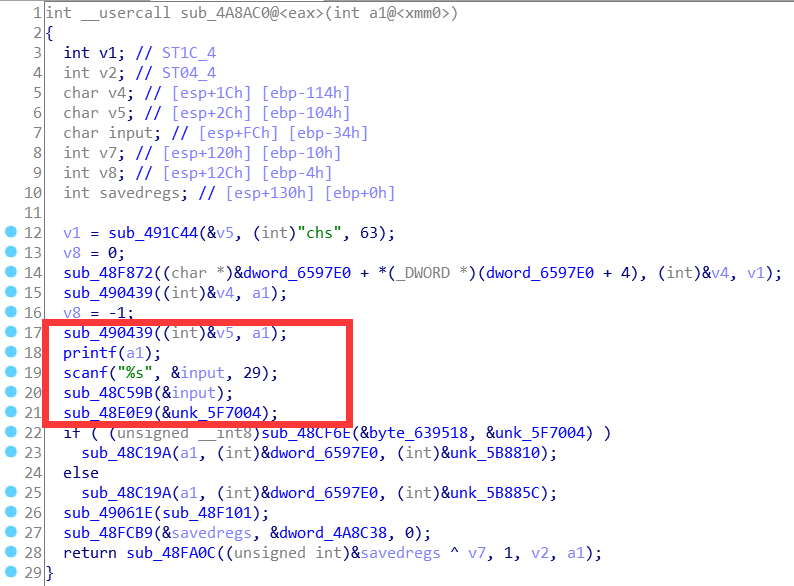 1 int __usercall sub_4A8AC0@<eax>(int a1@<xmm0>)
2 {
3 int v1; // ST1C_4
4 int v2; // ST04_4
5 char v4; // [esp+1Ch] [ebp-114h]
6 char v5; // [esp+2Ch] [ebp-104h]
7 char input; // [esp+FCh] [ebp-34h]
8 int v7; // [esp+120h] [ebp-10h]
9 int v8; // [esp+12Ch] [ebp-4h]
10 int savedregs; // [esp+130h] [ebp+0h]
11
12 v1 = sub_491C44(&v5, (int)"chs", 63);
13 v8 = 0;
14 sub_48F872((char *)&dword_6597E0 + *(_DWORD *)(dword_6597E0 + 4), (int)&v4, v1);
15 sub_490439((int)&v4, a1);
16 v8 = -1;
17 sub_490439((int)&v5, a1);
18 printf(a1);
19 scanf("%s", &input, 29);
20 sub_48C59B(&input);
21 sub_48E0E9(&unk_5F7004);
22 if ( (unsigned __int8)sub_48CF6E(&byte_639518, &unk_5F7004) )
23 sub_48C19A(a1, (int)&dword_6597E0, (int)&unk_5B8810);
24 else
25 sub_48C19A(a1, (int)&dword_6597E0, (int)&unk_5B885C);
26 sub_49061E(sub_48F101);
27 sub_48FCB9(&savedregs, &dword_4A8C38, 0);
28 return sub_48FA0C((unsigned int)&savedregs ^ v7, 1, v2, a1);
29 }